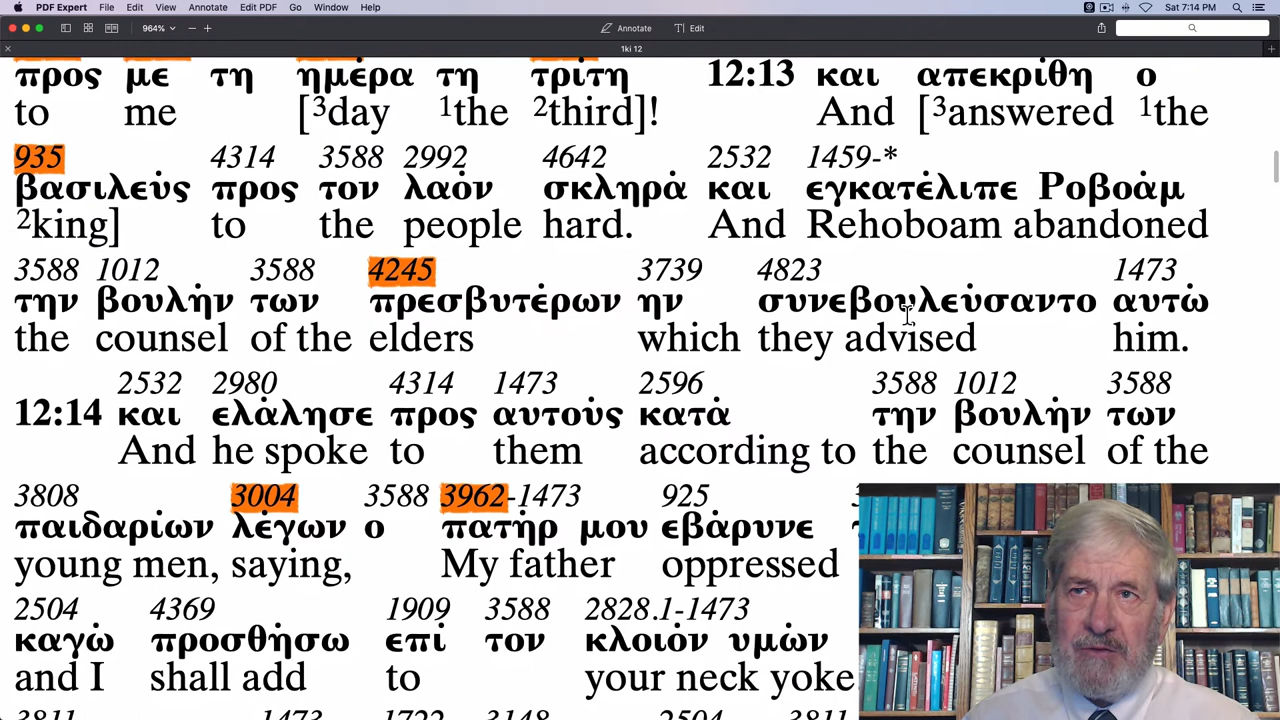 PDF Expert File Edit View Annotate Edit PDF Go Window Help Sat 7:14 PM
964% Annotate Edit
1ki 12
προς με τη ημέρα τη τρίτη 12:13 και απεκρίθη ο
to me [³day ¹the ²third]! And [³answered ¹the
935 4314 3588 2992 4642 2532 1459-*
βασιλεύς προς τον λαόν σκληρά και εγκατέλιπε Ροβοάμ
²king] to the people hard. And Rehoboam abandoned
3588 1012 3588 4245 3739 4823 1473
την βουλήν των πρεσβυτέρων ην συνεβουλεύσαντο αυτώ
the counsel of the elders which they advised him.
2532 2980 4314 1473 2596 3588 1012 3588
12:14 και ελάλησε προς αυτούς κατά την βουλήν των
And he spoke to them according to the counsel of the
3808 3004 3588 3962-1473 925
παιδαρίων λέγων ο πατήρ μου εβάρυνε
young men, saying, My father oppressed
2504 4369 1909 3588 2828.1-1473
καγώ προσθήσω επί τον κλοιόν υμών
and I shall add to your neck yoke
3811 1473 1722 3148 2504 3811